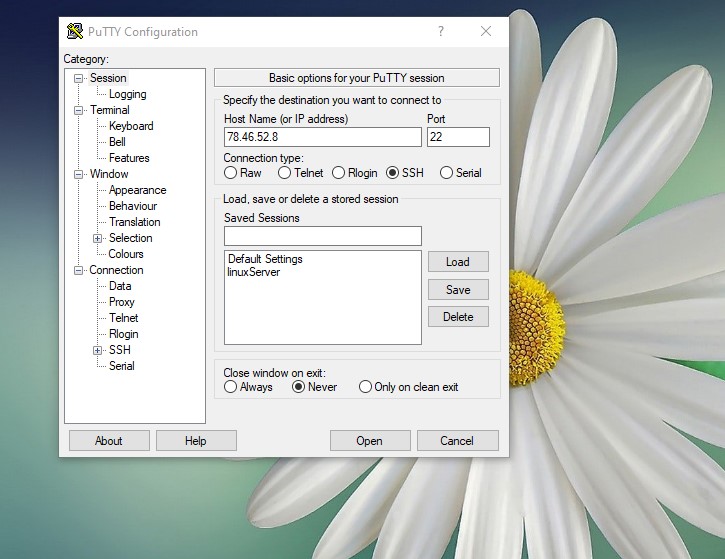 PuTTY Configuration
?
Category:
Session
Logging
Terminal
Keyboard
Bell
Features
Window
Appearance
Behaviour
Translation
Selection
Colours
Connection
Data
Proxy
Telnet
Rlogin
SSH
Serial
Basic options for your PuTTY session
Specify the destination you want to connect to
Host Name (or IP address) Port
78.46.52.8 22
Connection type:
Raw Telnet Rlogin SSH Serial
Load, save or delete a stored session
Saved Sessions
Default Settings
linuxServer
Load
Save
Delete
Close window on exit:
Always Never Only on clean exit
About Help Open Cancel